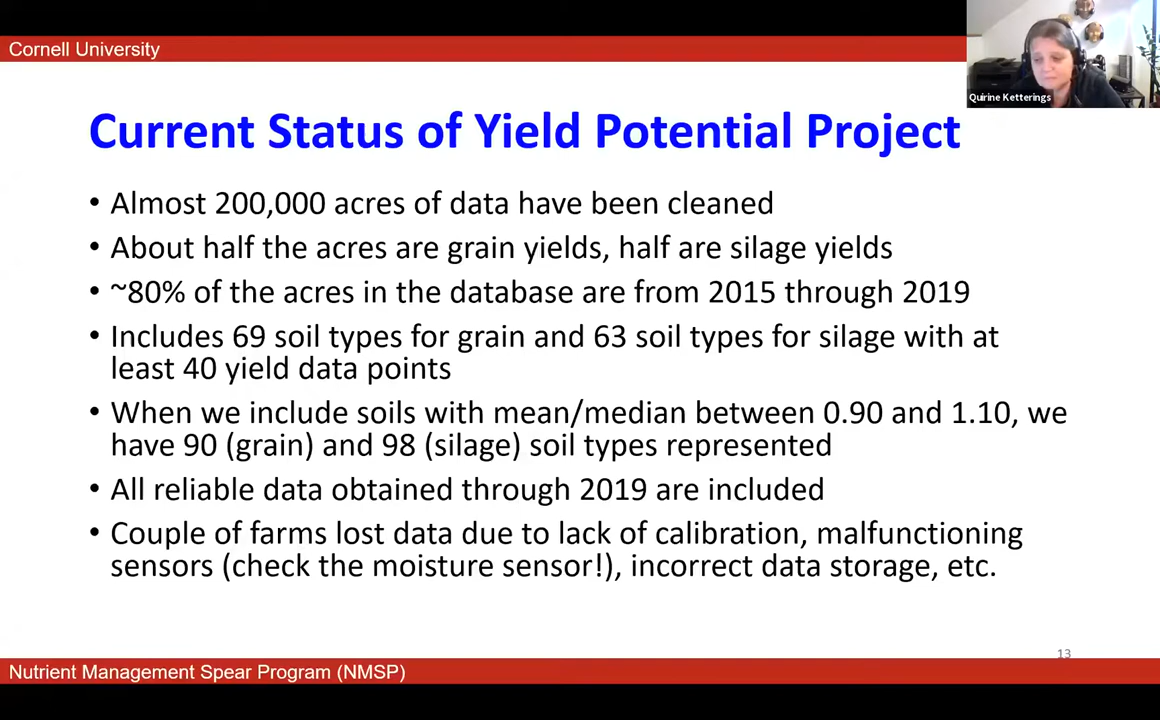 Cornell University
Quirine Ketterings
Current Status of Yield Potential Project
• Almost 200,000 acres of data have been cleaned
• About half the acres are grain yields, half are silage yields
• ~80% of the acres in the database are from 2015 through 2019
• Includes 69 soil types for grain and 63 soil types for silage with at
least 40 yield data points
• When we include soils with mean/median between 0.90 and 1.10, we
have 90 (grain) and 98 (silage) soil types represented
• All reliable data obtained through 2019 are included
• Couple of farms lost data due to lack of calibration, malfunctioning
sensors (check the moisture sensor!), incorrect data storage, etc.
13
Nutrient Management Spear Program (NMSP)